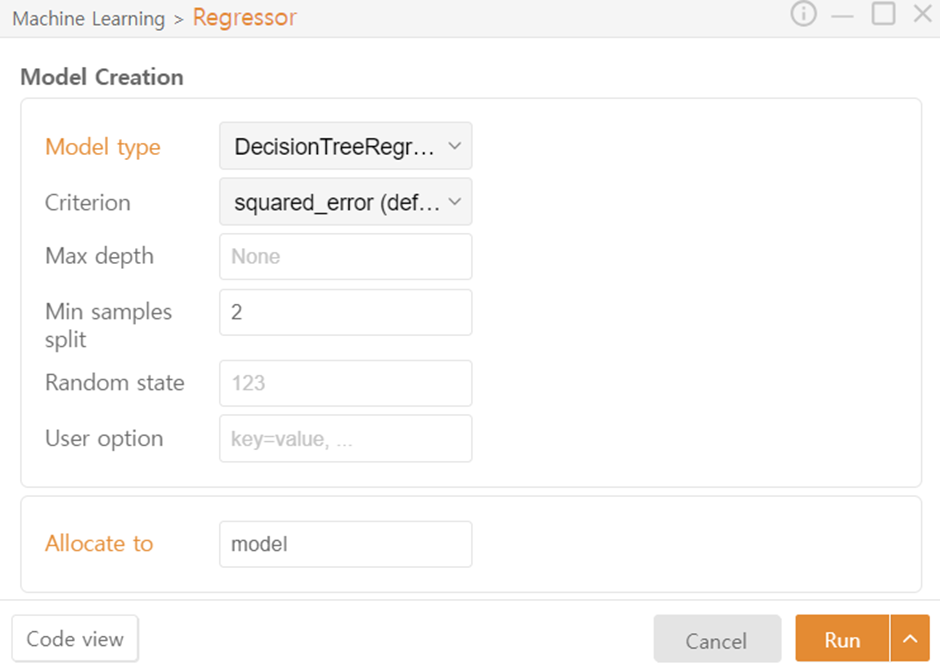 Machine Learning > Regressor
Model Creation
Model type DecisionTreeRegr...
Criterion squared_error (def...
Max depth None
Min samples split 2
Random state 123
User option key=value, ...
Allocate to model
Code view Cancel Run